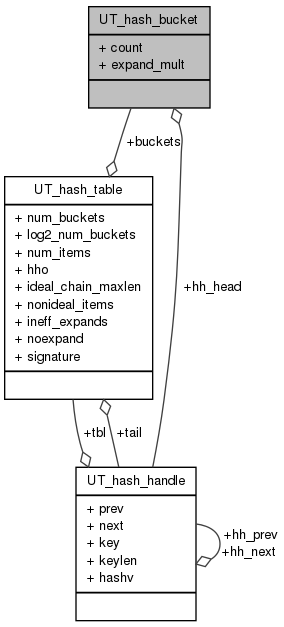 UT_hash_bucket
+ count
+ expand_mult
+buckets
UT_hash_table
+ num_buckets
+ log2_num_buckets
+ num_items
+ hho
+ ideal_chain_maxlen
+ nonideal_items
+ ineff_expands
+ noexpand
+ signature
+hh_head
+tbl
+tail
UT_hash_handle
+ prev
+ next
+ key
+ keylen
+ hashv
+hh_prev
+hh_next